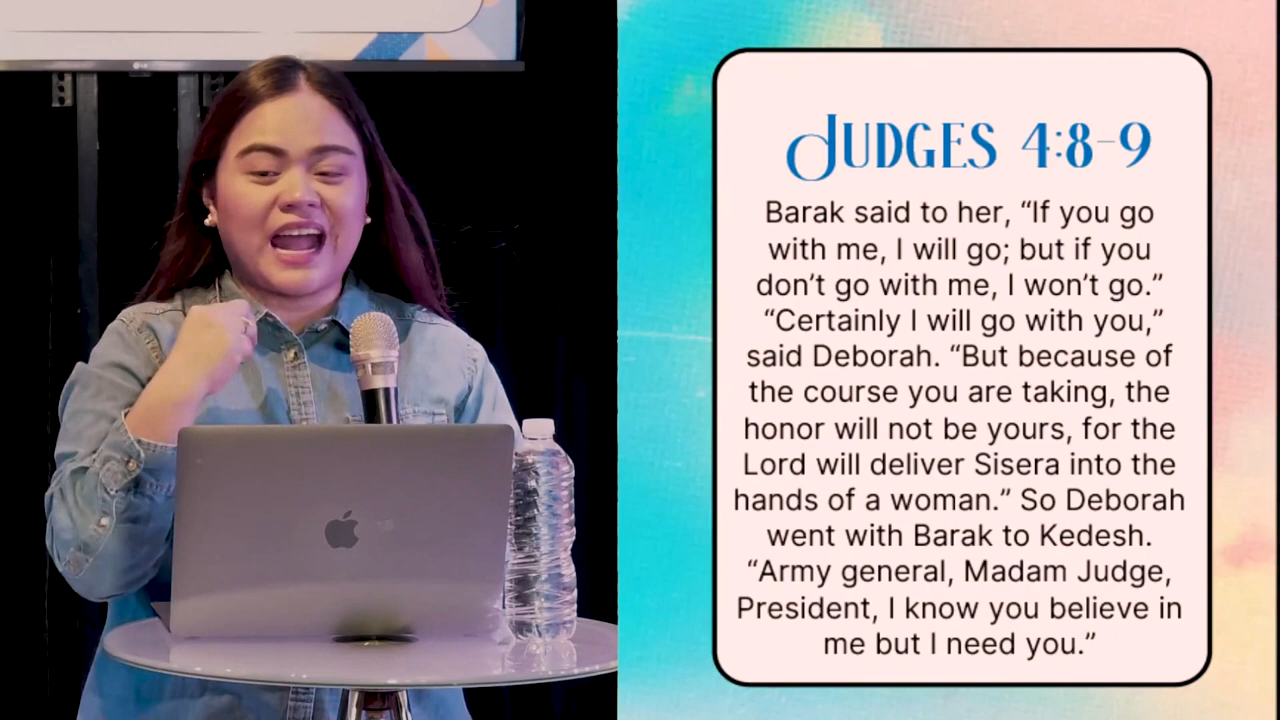 LG
JUDGES 4:8-9
Barak said to her, “If you go
with me, I will go; but if you
don’t go with me, I won’t go.”
“Certainly I will go with you,”
said Deborah. “But because of
the course you are taking, the
honor will not be yours, for the
Lord will deliver Sisera into the
hands of a woman.” So Deborah
went with Barak to Kedesh.
“Army general, Madam Judge,
President, I know you believe in
me but I need you.”